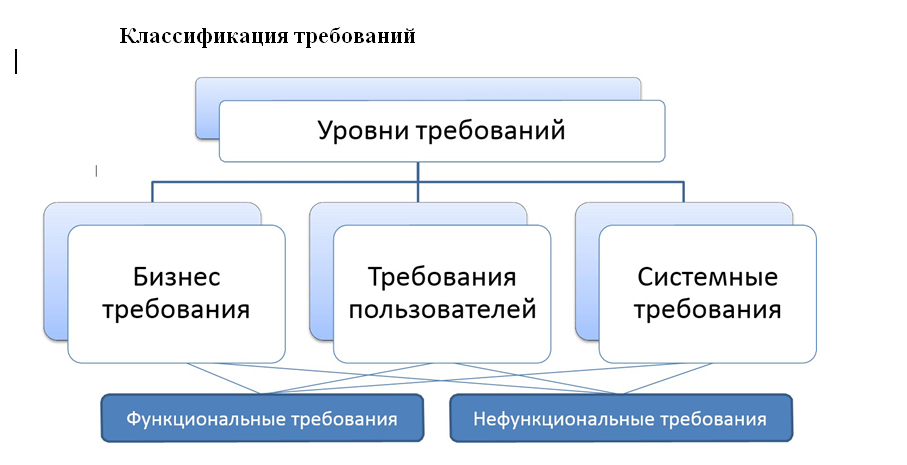 Классификация требований
Уровни требований
Бизнес
требования
Требования
пользователей
Системные
требования
Функциональные требования
Нефункциональные требования